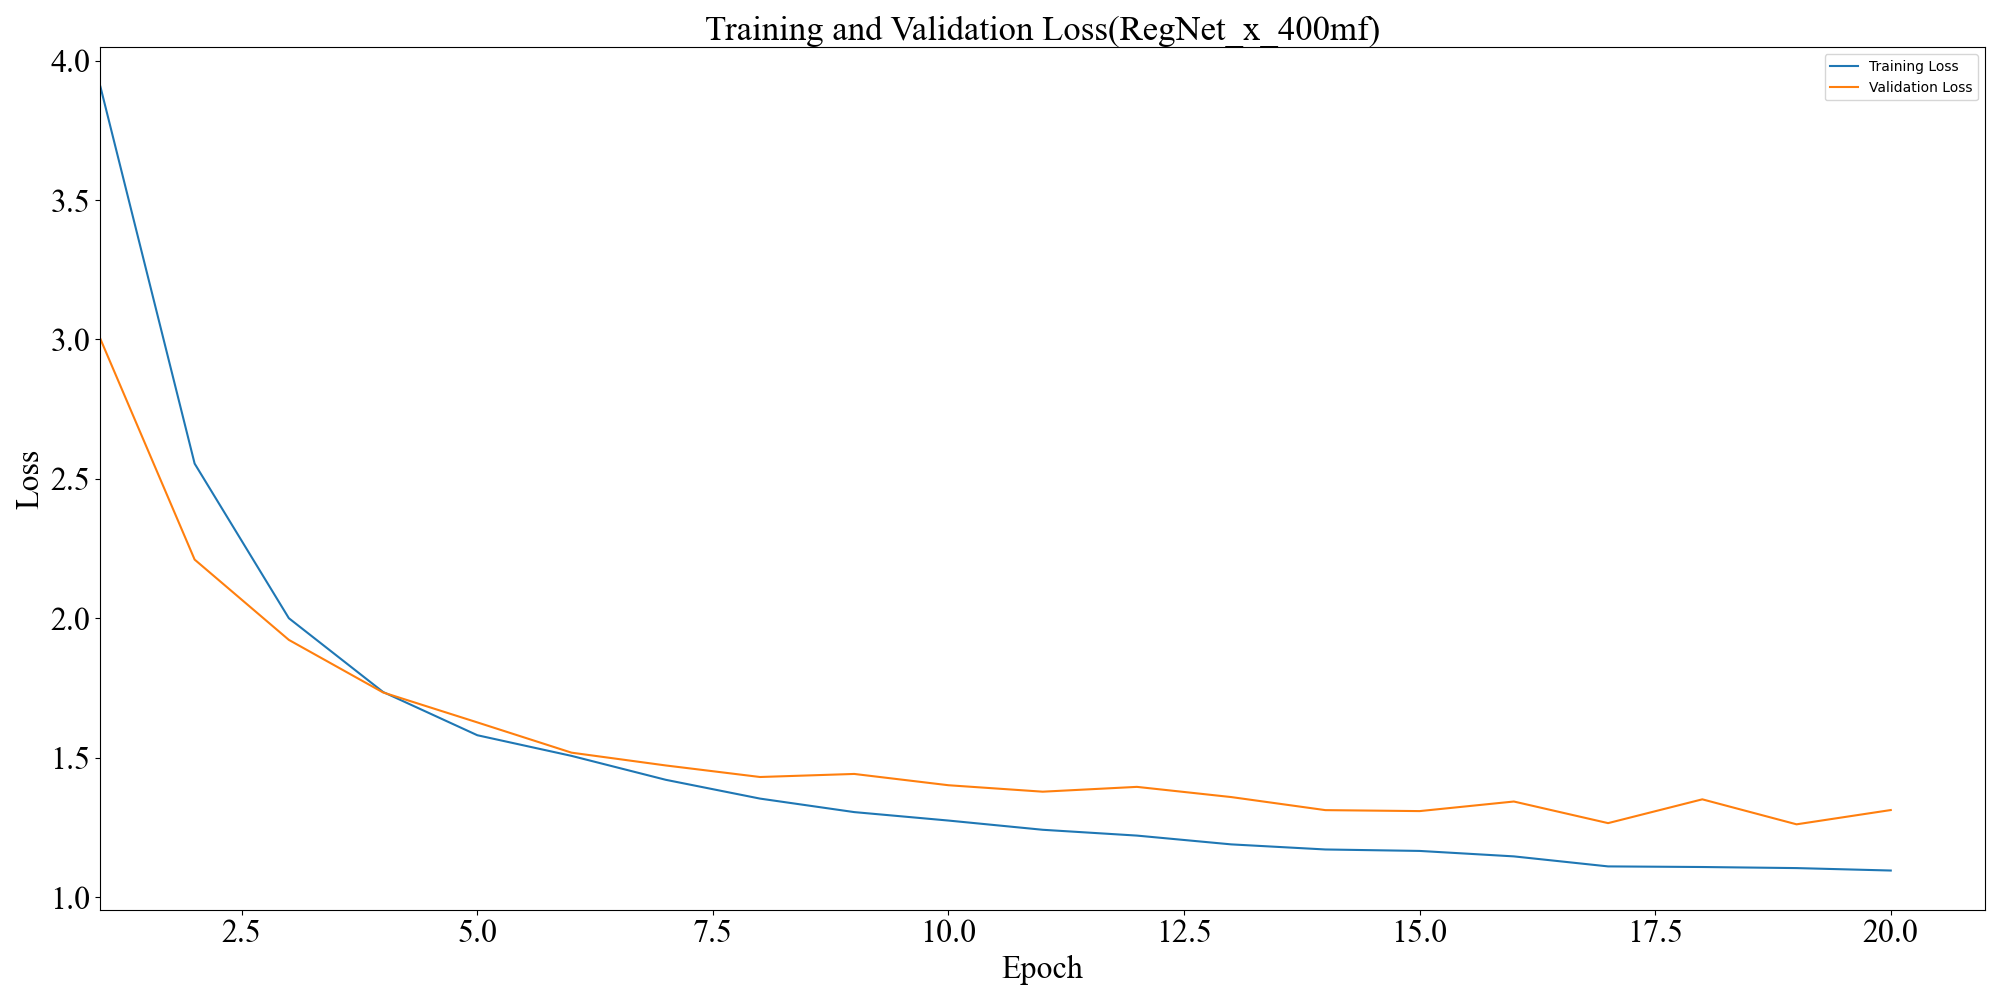 Training and Validation Loss(RegNet_x_400mf)
Training Loss
Validation Loss
4.0
3.5
3.0
2.5
2.0
1.5
1.0
Loss
2.5 5.0 7.5 10.0 12.5 15.0 17.5 20.0
Epoch